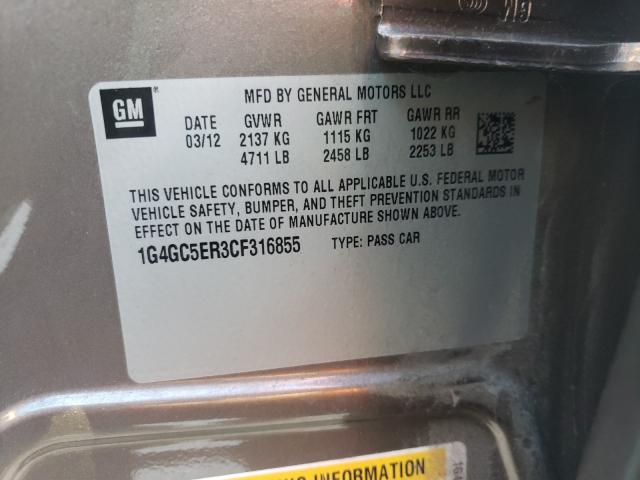 GM
MFD BY GENERAL MOTORS LLC
DATE GVWR GAWR FRT GAWR RR
03/12 2137 KG 1115 KG 1022 KG
4711 LB 2458 LB 2253 LB
THIS VEHICLE CONFORMS TO ALL APPLICABLE U.S. FEDERAL MOTOR
VEHICLE SAFETY, BUMPER, AND THEFT PREVENTION STANDARDS IN
EFFECT ON THE DATE OF MANUFACTURE SHOWN ABOVE.
1G4GC5ER3CF316855 TYPE: PASS CAR
INFORMATION